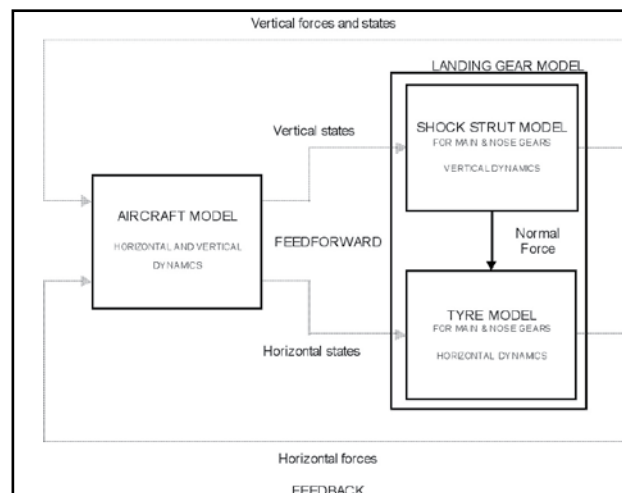 Vertical forces and states
LANDING GEAR MODEL
Vertical states
SHOCK STRUT MODEL
FOR MAIN & NOSE GEARS
VERTICAL DYNAMICS
AIRCRAFT MODEL
HORIZONTAL AND VERTICAL
DYNAMICS
FEEDFORWARD
Normal
Force
TYRE MODEL
FOR MAIN & NOSE GEARS
HORIZONTAL DYNAMICS
Horizontal states
Horizontal forces
FEEDBACK